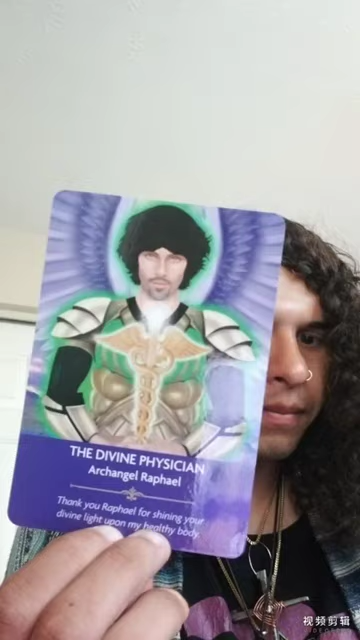 THE DIVINE PHYSICIAN
Archangel Raphael
Thank you Raphael for shining your
divine light upon my healthy body.
视频剪辑